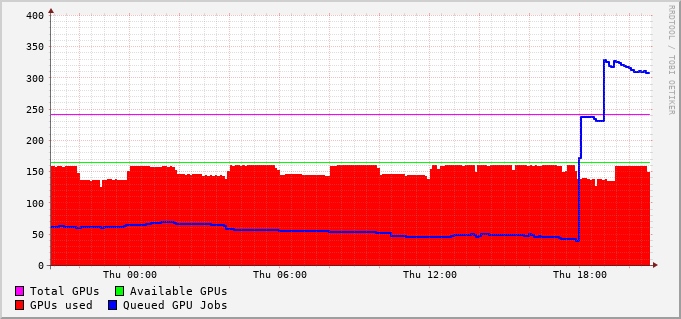 400
350
300
250
200
150
100
50
0
Thu 00:00 Thu 06:00 Thu 12:00 Thu 18:00
Total GPUs Available GPUs
GPUs used Queued GPU Jobs
RRDTOOL / TOBI OETIKER